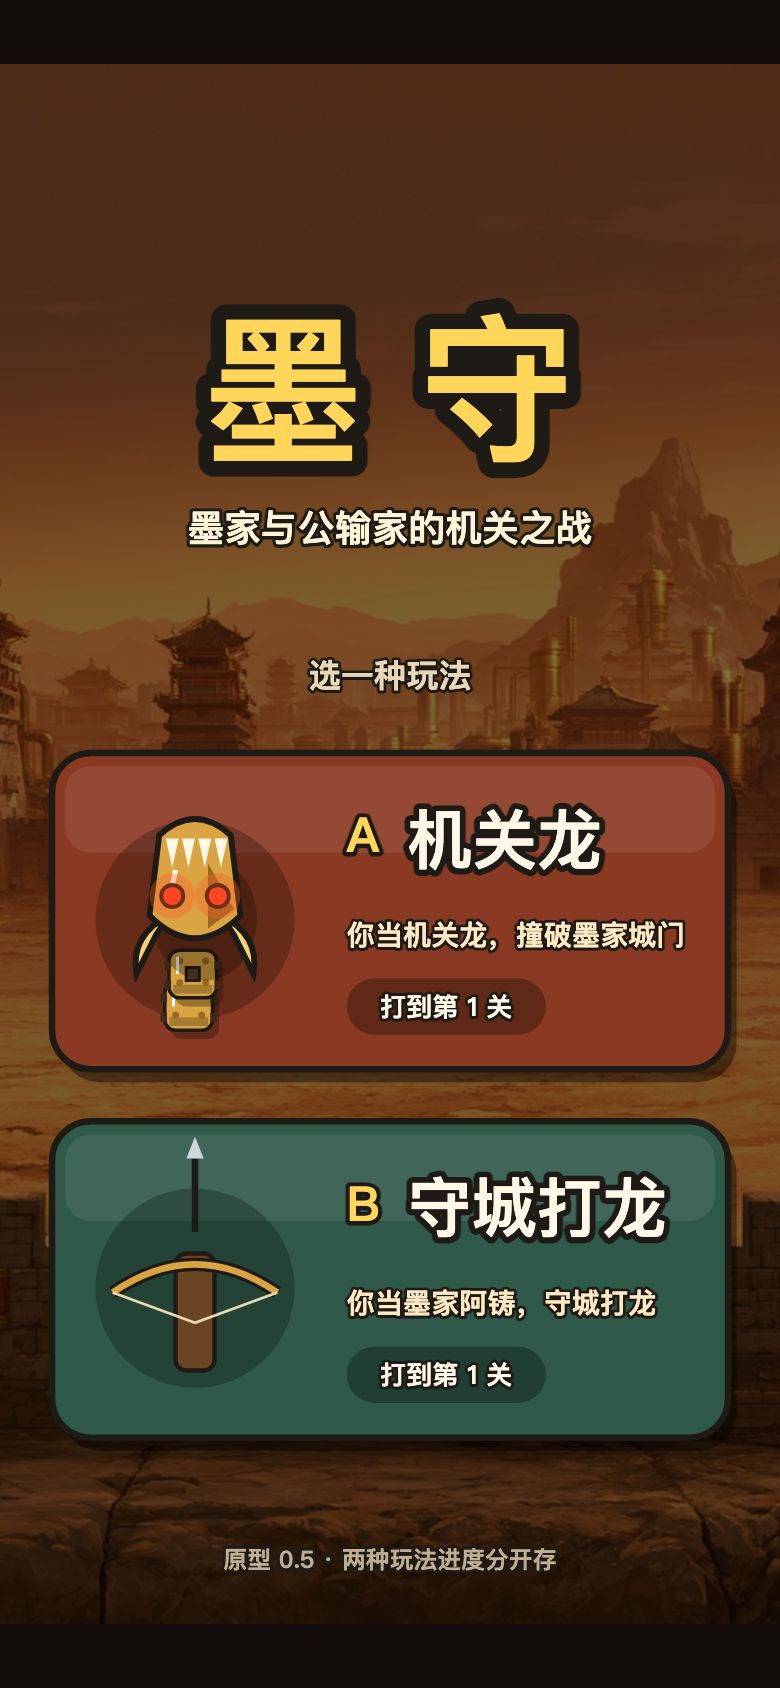 墨守
墨家与公输家的机关之战
选一种玩法
A 机关龙
你当机关龙，撞破墨家城门
打到第 1 关
B 守城打龙
你当墨家阿铸，守城打龙
打到第 1 关
原型 0.5 · 两种玩法进度分开存